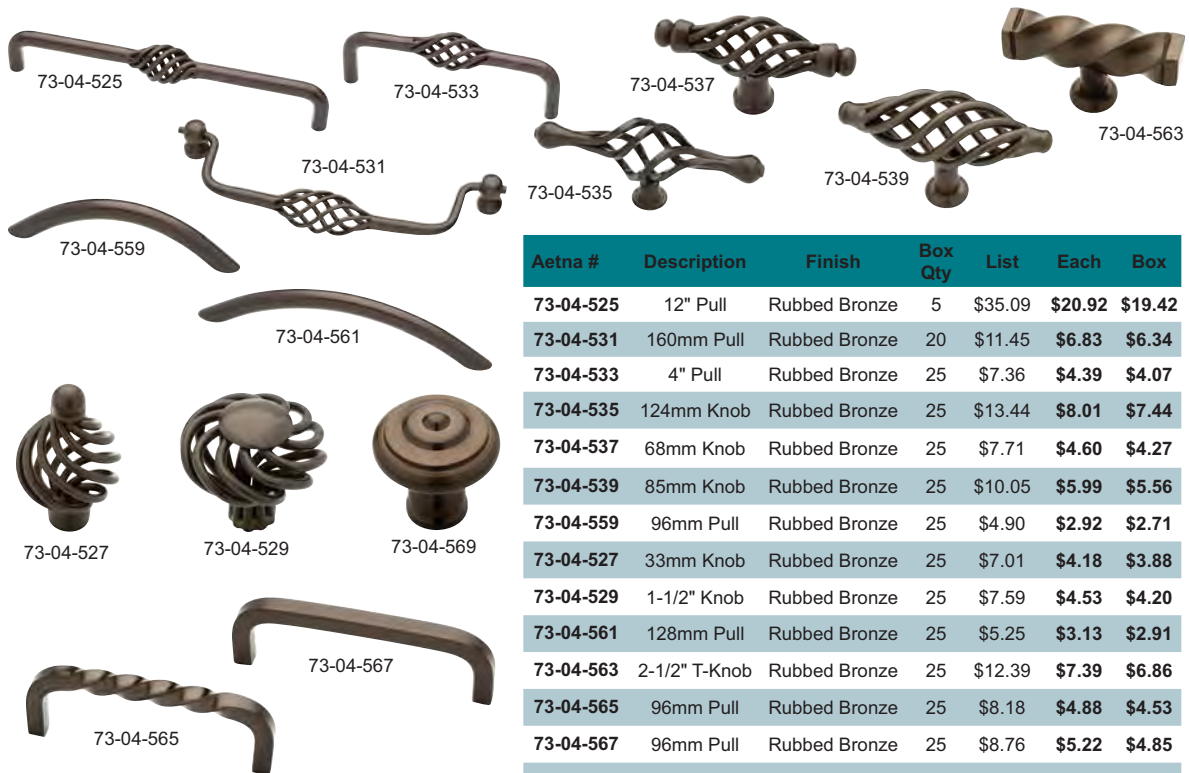 73-04-525
73-04-533
73-04-537
73-04-563
73-04-531
73-04-535
73-04-539
73-04-559
73-04-561
73-04-527
73-04-529
73-04-569
73-04-567
73-04-565
Aetna # Description Finish Box Qty List Each Box
73-04-525 12" Pull Rubbed Bronze 5 $35.09 $20.92 $19.42
73-04-531 160mm Pull Rubbed Bronze 20 $11.45 $6.83 $6.34
73-04-533 4" Pull Rubbed Bronze 25 $7.36 $4.39 $4.07
73-04-535 124mm Knob Rubbed Bronze 25 $13.44 $8.01 $7.44
73-04-537 68mm Knob Rubbed Bronze 25 $7.71 $4.60 $4.27
73-04-539 85mm Knob Rubbed Bronze 25 $10.05 $5.99 $5.56
73-04-559 96mm Pull Rubbed Bronze 25 $4.90 $2.92 $2.71
73-04-527 33mm Knob Rubbed Bronze 25 $7.01 $4.18 $3.88
73-04-529 1-1/2" Knob Rubbed Bronze 25 $7.59 $4.53 $4.20
73-04-561 128mm Pull Rubbed Bronze 25 $5.25 $3.13 $2.91
73-04-563 2-1/2" T-Knob Rubbed Bronze 25 $12.39 $7.39 $6.86
73-04-565 96mm Pull Rubbed Bronze 25 $8.18 $4.88 $4.53
73-04-567 96mm Pull Rubbed Bronze 25 $8.76 $5.22 $4.85